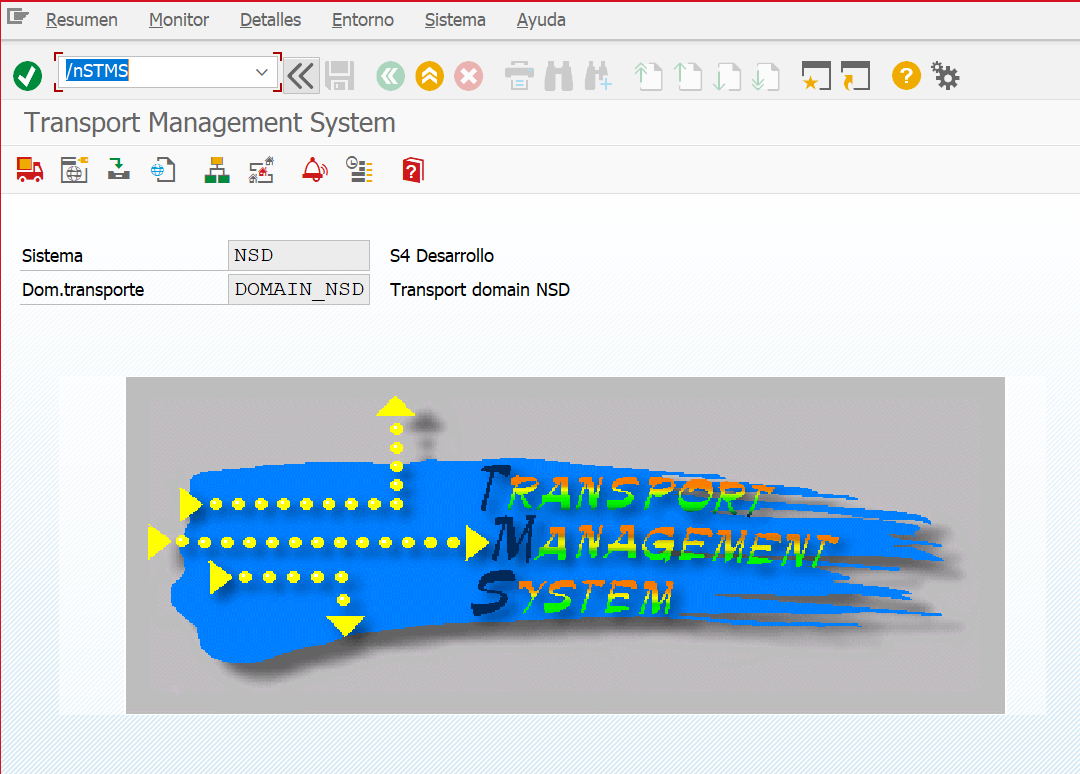 Resumen Monitor Detalles Entorno Sistema Ayuda
/nSTMS
Transport Management System
Sistema NSD S4 Desarrollo
Dom.transporte DOMAIN_NSD Transport domain NSD
TRANSPORT
MANAGEMENT
SYSTEM